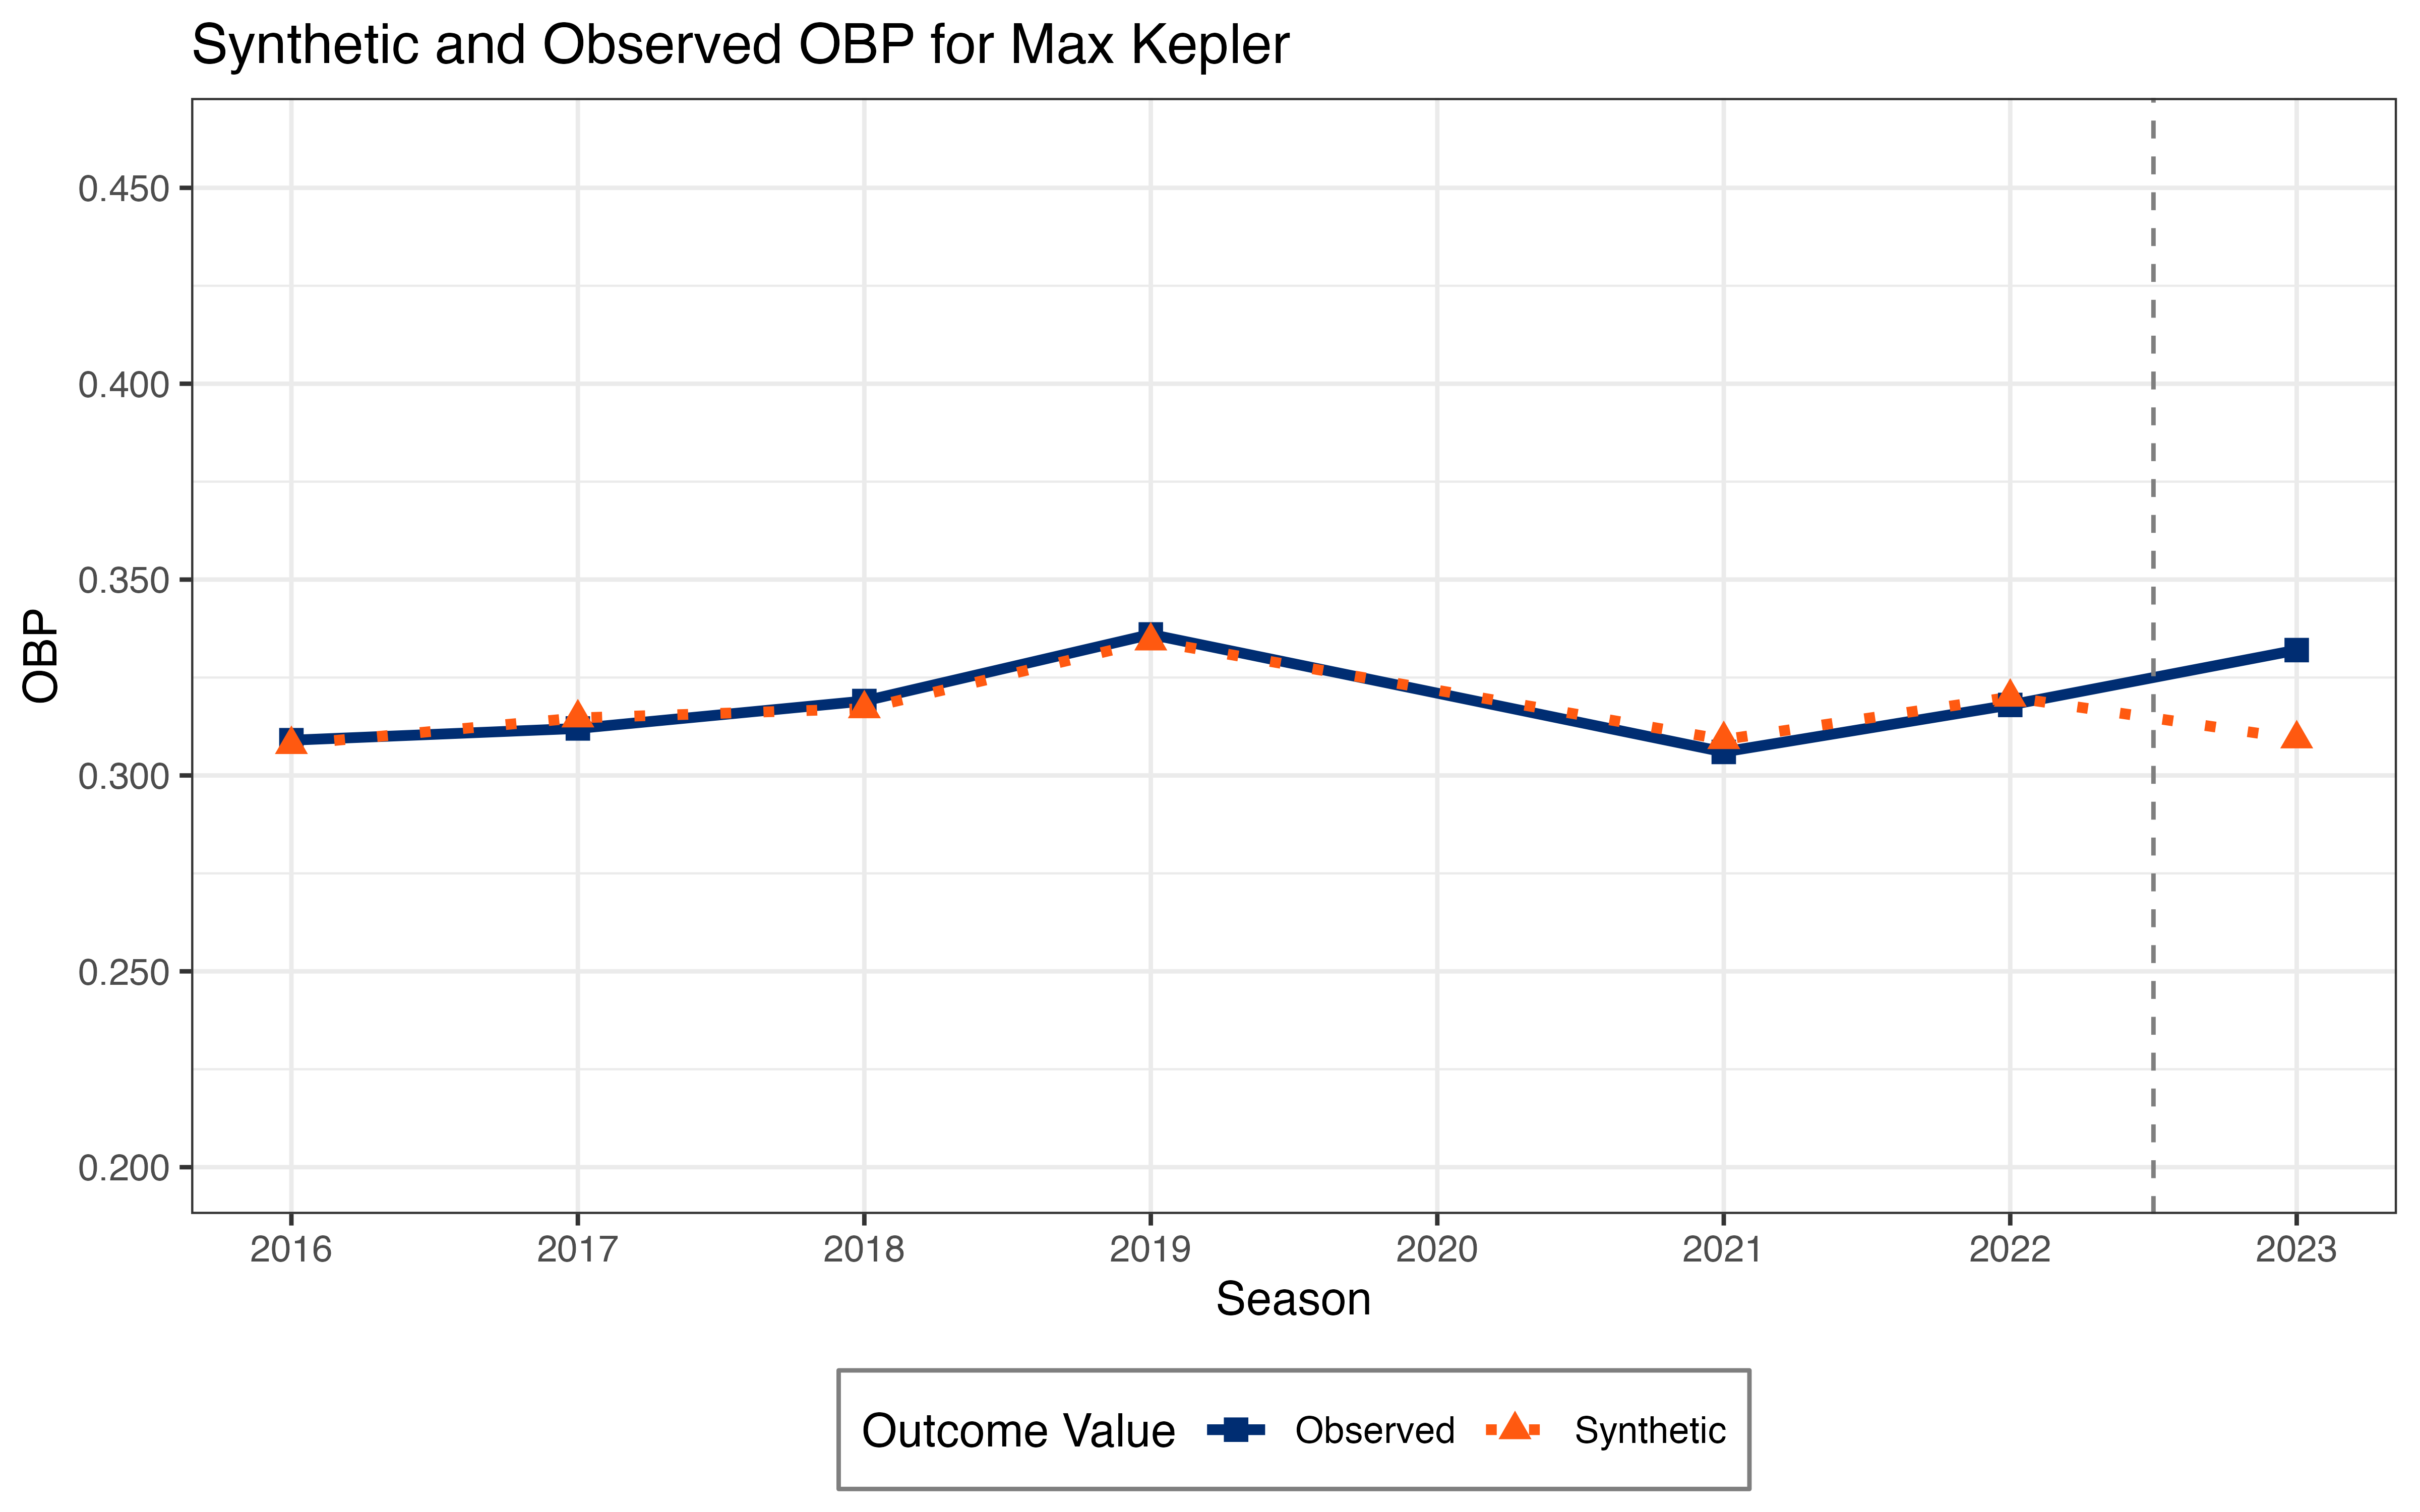 Synthetic and Observed OBP for Max Kepler
OBP
0.450
0.400
0.350
0.300
0.250
0.200
2016 2017 2018 2019 2020 2021 2022 2023
Season
Outcome Value Observed Synthetic